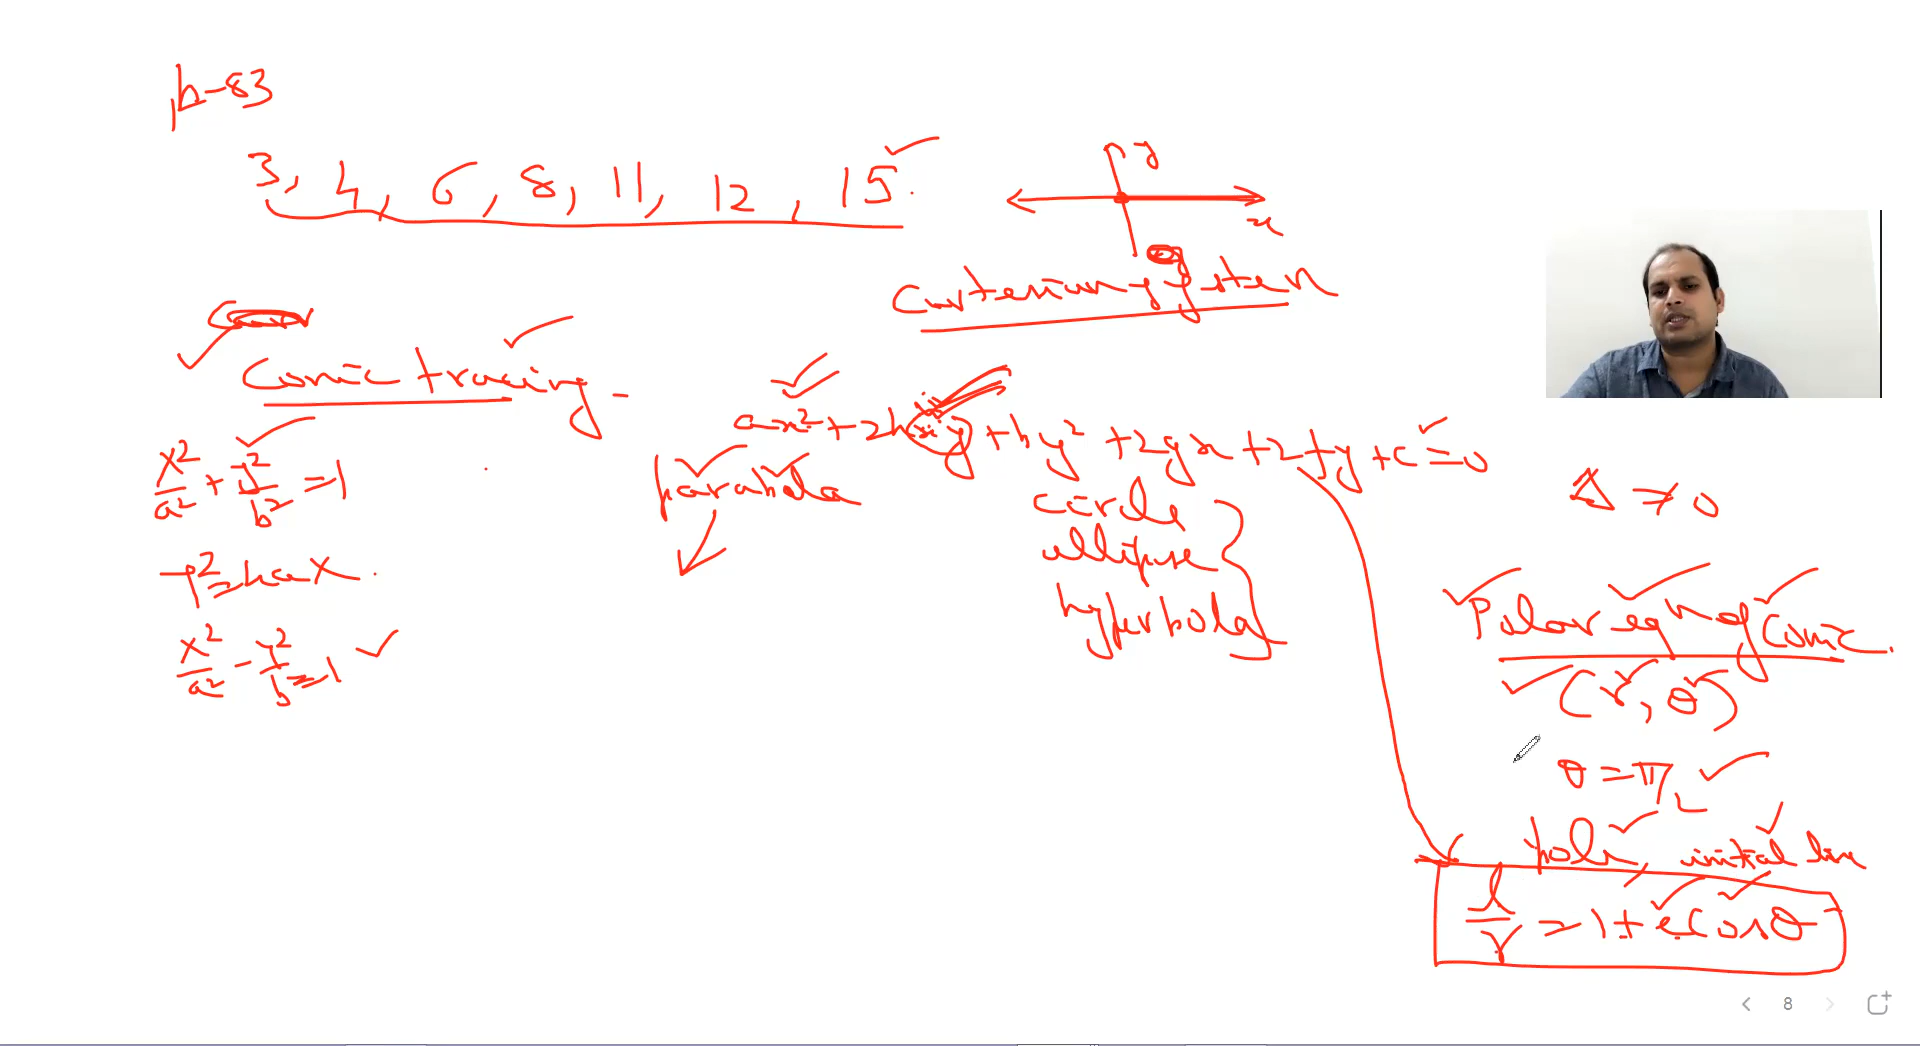 p-83
3, 4, 6, 8, 11, 12, 15.
y
x
Cartesian system
Conic tracing -
ax² + 2hxy + by² + 2gx + 2fy + c = 0
x²/a² + y²/b² = 1
parabola
circle
ellipse
hyperbola
Δ ≠ 0
y² = 4ax.
x²/a² - y²/b² = 1
Polar eqn of Conic.
(r, θ)
θ = π/2
pole, initial line
l/r = 1 ± e Cos θ
8